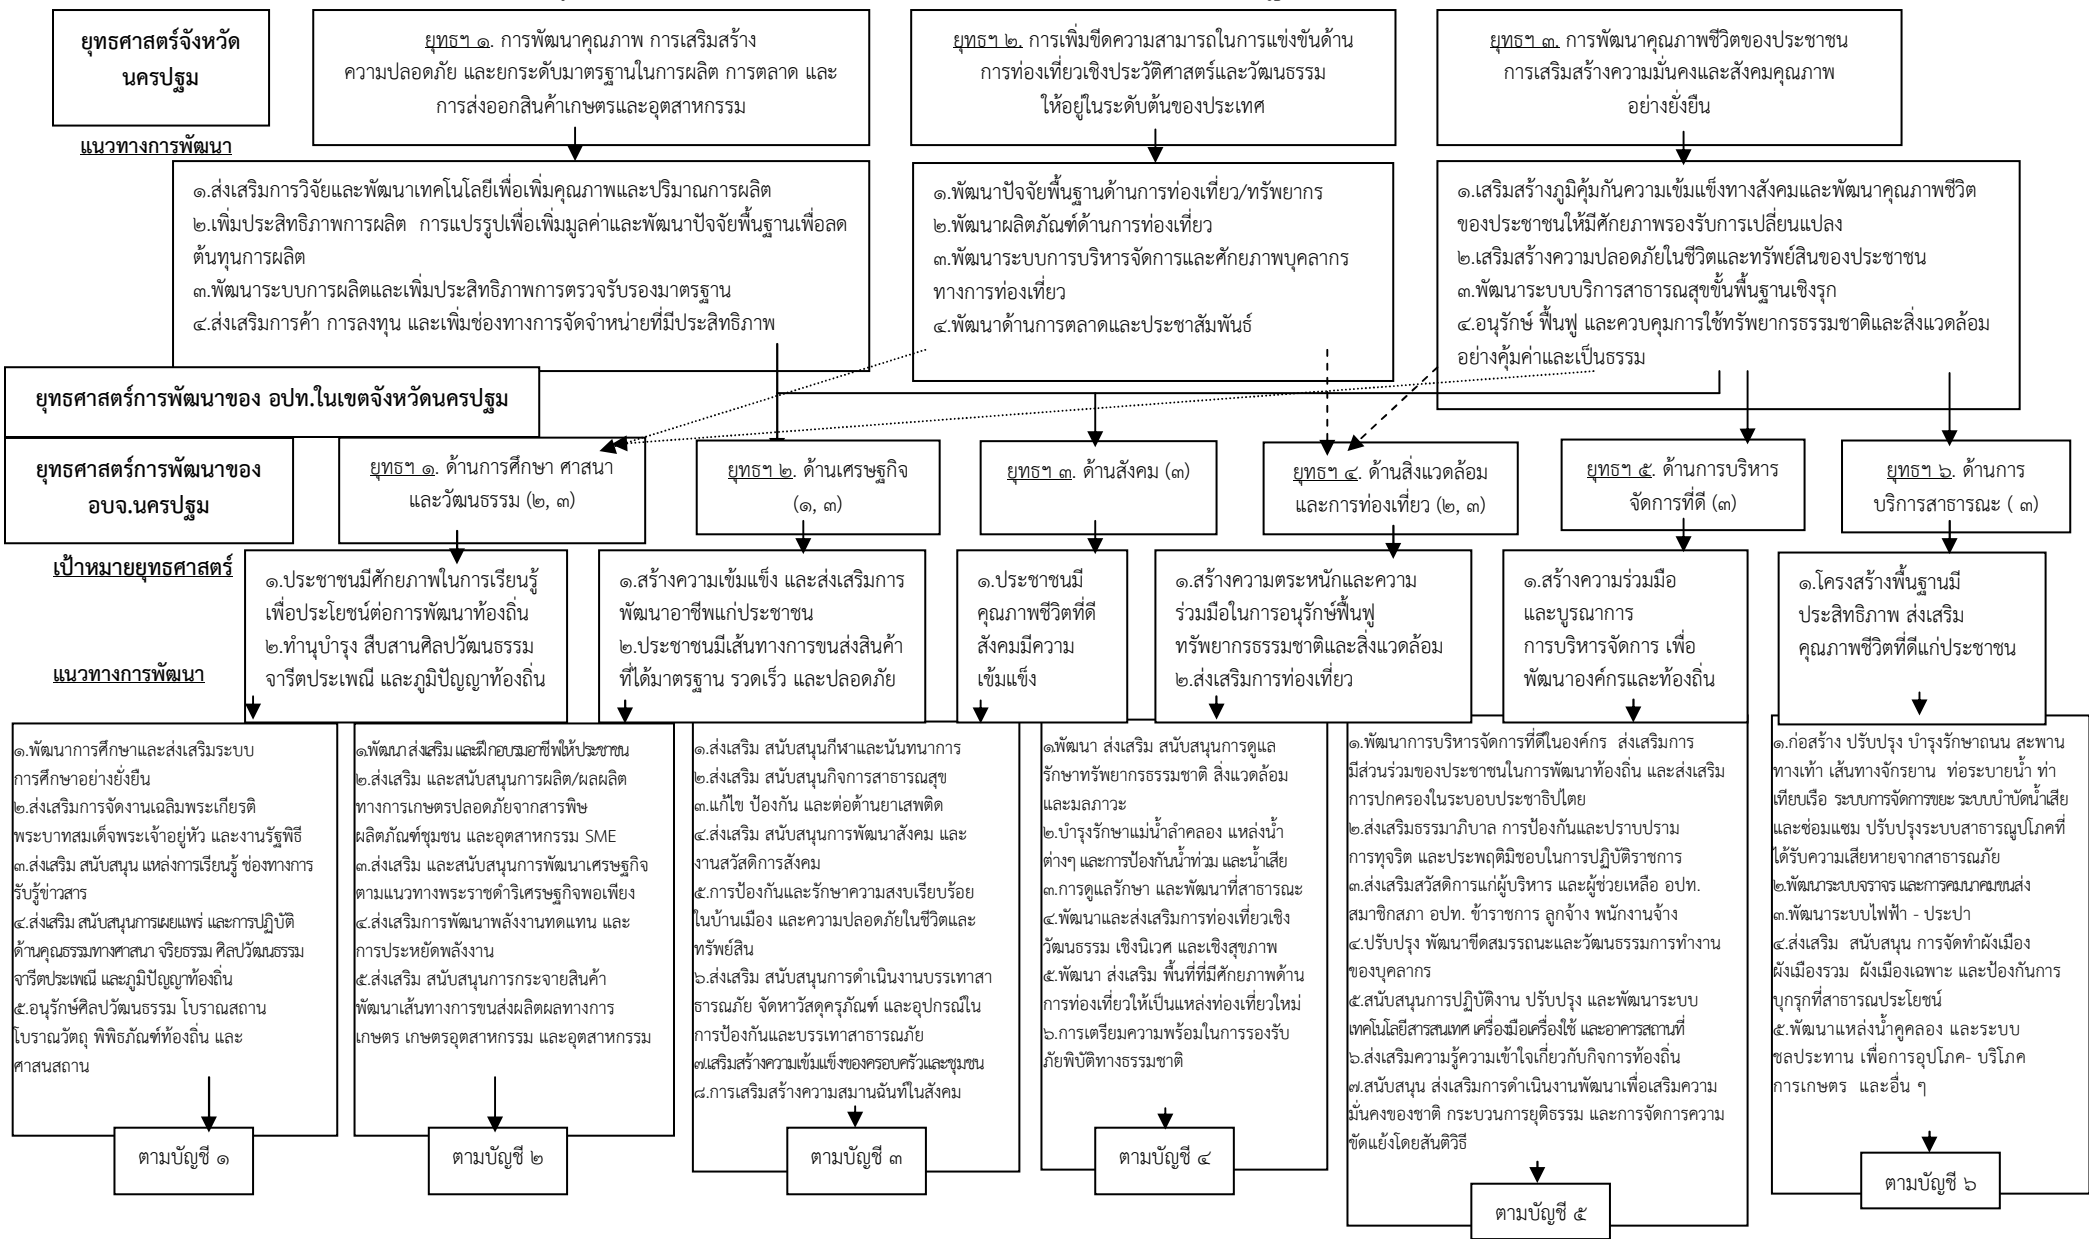 ยุทธศาสตร์จังหวัด
นครปฐม
ยุทธฯ ๑. การพัฒนาคุณภาพ การเสริมสร้าง
ความปลอดภัย และยกระดับมาตรฐานในการผลิต การตลาด และ
การส่งออกสินค้าเกษตรและอุตสาหกรรม
ยุทธฯ ๒. การเพิ่มขีดความสามารถในการแข่งขันด้าน
การท่องเที่ยวเชิงประวัติศาสตร์และวัฒนธรรม
ให้อยู่ในระดับต้นของประเทศ
ยุทธฯ ๓. การพัฒนาคุณภาพชีวิตของประชาชน
การเสริมสร้างความมั่นคงและสังคมคุณภาพ
อย่างยั่งยืน
แนวทางการพัฒนา
๑.ส่งเสริมการวิจัยและพัฒนาเทคโนโลยีเพื่อเพิ่มคุณภาพและปริมาณการผลิต
๒.เพิ่มประสิทธิภาพการผลิต การแปรรูปเพื่อเพิ่มมูลค่าและพัฒนาปัจจัยพื้นฐานเพื่อลด
ต้นทุนการผลิต
๓.พัฒนาระบบการผลิตและเพิ่มประสิทธิภาพการตรวจรับรองมาตรฐาน
๔.ส่งเสริมการค้า การลงทุน และเพิ่มช่องทางการจัดจำหน่ายที่มีประสิทธิภาพ
๑.พัฒนาปัจจัยพื้นฐานด้านการท่องเที่ยว/ทรัพยากร
๒.พัฒนาผลิตภัณฑ์ด้านการท่องเที่ยว
๓.พัฒนาระบบการบริหารจัดการและศักยภาพบุคลากร
ทางการท่องเที่ยว
๔.พัฒนาด้านการตลาดและประชาสัมพันธ์
๑.เสริมสร้างภูมิคุ้มกันความเข้มแข็งทางสังคมและพัฒนาคุณภาพชีวิต
ของประชาชนให้มีศักยภาพรองรับการเปลี่ยนแปลง
๒.เสริมสร้างความปลอดภัยในชีวิตและทรัพย์สินของประชาชน
๓.พัฒนาระบบบริการสาธารณสุขขั้นพื้นฐานเชิงรุก
๔.อนุรักษ์ ฟื้นฟู และควบคุมการใช้ทรัพยากรธรรมชาติและสิ่งแวดล้อม
อย่างคุ้มค่าและเป็นธรรม
ยุทธศาสตร์การพัฒนาของ อปท.ในเขตจังหวัดนครปฐม
ยุทธศาสตร์การพัฒนาของ
อบจ.นครปฐม
ยุทธฯ ๑. ด้านการศึกษา ศาสนา
และวัฒนธรรม (๒, ๓)
ยุทธฯ ๒. ด้านเศรษฐกิจ
(๑, ๓)
ยุทธฯ ๓. ด้านสังคม (๓)
ยุทธฯ ๔. ด้านสิ่งแวดล้อม
และการท่องเที่ยว (๒, ๓)
ยุทธฯ ๕. ด้านการบริหาร
จัดการที่ดี (๓)
ยุทธฯ ๖. ด้านการ
บริการสาธารณะ ( ๓)
เป้าหมายยุทธศาสตร์
๑.ประชาชนมีศักยภาพในการเรียนรู้
เพื่อประโยชน์ต่อการพัฒนาท้องถิ่น
๒.ทำนุบำรุง สืบสานศิลปวัฒนธรรม
จารีตประเพณี และภูมิปัญญาท้องถิ่น
๑.สร้างความเข้มแข็ง และส่งเสริมการ
พัฒนาอาชีพแก่ประชาชน
๒.ประชาชนมีเส้นทางการขนส่งสินค้า
ที่ได้มาตรฐาน รวดเร็ว และปลอดภัย
๑.ประชาชนมี
คุณภาพชีวิตที่ดี
สังคมมีความ
เข้มแข็ง
๑.สร้างความตระหนักและความ
ร่วมมือในการอนุรักษ์ฟื้นฟู
ทรัพยากรธรรมชาติและสิ่งแวดล้อม
๒.ส่งเสริมการท่องเที่ยว
๑.สร้างความร่วมมือ
และบูรณาการ
การบริหารจัดการ เพื่อ
พัฒนาองค์กรและท้องถิ่น
๑.โครงสร้างพื้นฐานมี
ประสิทธิภาพ ส่งเสริม
คุณภาพชีวิตที่ดีแก่ประชาชน
แนวทางการพัฒนา
๑.พัฒนาการศึกษาและส่งเสริมระบบ
การศึกษาอย่างยั่งยืน
๒.ส่งเสริมการจัดงานเฉลิมพระเกียรติ
พระบาทสมเด็จพระเจ้าอยู่หัว และงานรัฐพิธี
๓.ส่งเสริม สนับสนุน แหล่งการเรียนรู้ ช่องทางการ
รับรู้ข่าวสาร
๔.ส่งเสริม สนับสนุนการเผยแพร่ และการปฏิบัติ
ด้านคุณธรรมทางศาสนา จริยธรรม ศิลปวัฒนธรรม
จารีตประเพณี และภูมิปัญญาท้องถิ่น
๕.อนุรักษ์ศิลปวัฒนธรรม โบราณสถาน
โบราณวัตถุ พิพิธภัณฑ์ท้องถิ่น และ
ศาสนสถาน
๑.พัฒนา ส่งเสริม และฝึกอบรมอาชีพให้ประชาชน
๒.ส่งเสริม และสนับสนุนการผลิต/ผลผลิต
ทางการเกษตรปลอดภัยจากสารพิษ
ผลิตภัณฑ์ชุมชน และอุตสาหกรรม SME
๓.ส่งเสริม และสนับสนุนการพัฒนาเศรษฐกิจ
ตามแนวทางพระราชดำริเศรษฐกิจพอเพียง
๔.ส่งเสริมการพัฒนาพลังงานทดแทน และ
การประหยัดพลังงาน
๕.ส่งเสริม สนับสนุนการกระจายสินค้า
พัฒนาเส้นทางการขนส่งผลิตผลทางการ
เกษตร เกษตรอุตสาหกรรม และอุตสาหกรรม
๑.ส่งเสริม สนับสนุนกีฬาและนันทนาการ
๒.ส่งเสริม สนับสนุนกิจการสาธารณสุข
๓.แก้ไข ป้องกัน และต่อต้านยาเสพติด
๔.ส่งเสริม สนับสนุนการพัฒนาสังคม และ
งานสวัสดิการสังคม
๕.การป้องกันและรักษาความสงบเรียบร้อย
ในบ้านเมือง และความปลอดภัยในชีวิตและ
ทรัพย์สิน
๖.ส่งเสริม สนับสนุนการดำเนินงานบรรเทาสา
ธารณภัย จัดหาวัสดุครุภัณฑ์ และอุปกรณ์ใน
การป้องกันและบรรเทาสาธารณภัย
๗.เสริมสร้างความเข้มแข็งของครอบครัวและชุมชน
๘.การเสริมสร้างความสมานฉันท์ในสังคม
๑.พัฒนา ส่งเสริม สนับสนุนการดูแล
รักษาทรัพยากรธรรมชาติ สิ่งแวดล้อม
และมลภาวะ
๒.บำรุงรักษาแม่น้ำลำคลอง แหล่งน้ำ
ต่างๆ และการป้องกันน้ำท่วม และน้ำเสีย
๓.การดูแลรักษา และพัฒนาที่สาธารณะ
๔.พัฒนาและส่งเสริมการท่องเที่ยวเชิง
วัฒนธรรม เชิงนิเวศ และเชิงสุขภาพ
๕.พัฒนา ส่งเสริม พื้นที่ที่มีศักยภาพด้าน
การท่องเที่ยวให้เป็นแหล่งท่องเที่ยวใหม่
๖.การเตรียมความพร้อมในการรองรับ
ภัยพิบัติทางธรรมชาติ
๑.พัฒนาการบริหารจัดการที่ดีในองค์กร ส่งเสริมการ
มีส่วนร่วมของประชาชนในการพัฒนาท้องถิ่น และส่งเสริม
การปกครองในระบอบประชาธิปไตย
๒.ส่งเสริมธรรมาภิบาล การป้องกันและปราบปราม
การทุจริต และประพฤติมิชอบในการปฏิบัติราชการ
๓.ส่งเสริมสวัสดิการแก่ผู้บริหาร และผู้ช่วยเหลือ อปท.
สมาชิกสภา อปท. ข้าราชการ ลูกจ้าง พนักงานจ้าง
๔.ปรับปรุง พัฒนาขีดสมรรถนะและวัฒนธรรมการทำงาน
ของบุคลากร
๕.สนับสนุนการปฏิบัติงาน ปรับปรุง และพัฒนาระบบ
เทคโนโลยีสารสนเทศ เครื่องมือเครื่องใช้ และอาคารสถานที่
๖.ส่งเสริมความรู้ความเข้าใจเกี่ยวกับกิจการท้องถิ่น
๗.สนับสนุน ส่งเสริมการดำเนินงานพัฒนาเพื่อเสริมความ
มั่นคงของชาติ กระบวนการยุติธรรม และการจัดการความ
ขัดแย้งโดยสันติวิธี
๑.ก่อสร้าง ปรับปรุง บำรุงรักษาถนน สะพาน
ทางเท้า เส้นทางจักรยาน ท่อระบายน้ำ ท่า
เทียบเรือ ระบบการจัดการขยะ ระบบบำบัดน้ำเสีย
และซ่อมแซม ปรับปรุงระบบสาธารณูปโภคที่
ได้รับความเสียหายจากสาธารณภัย
๒.พัฒนาระบบจราจร และการคมนาคมขนส่ง
๓.พัฒนาระบบไฟฟ้า - ประปา
๔.ส่งเสริม สนับสนุน การจัดทำผังเมือง
ผังเมืองรวม ผังเมืองเฉพาะ และป้องกันการ
บุกรุกที่สาธารณประโยชน์
๕.พัฒนาแหล่งน้ำคูคลอง และระบบ
ชลประทาน เพื่อการอุปโภค- บริโภค
การเกษตร และอื่น ๆ
ตามบัญชี ๑
ตามบัญชี ๒
ตามบัญชี ๓
ตามบัญชี ๔
ตามบัญชี ๕
ตามบัญชี ๖